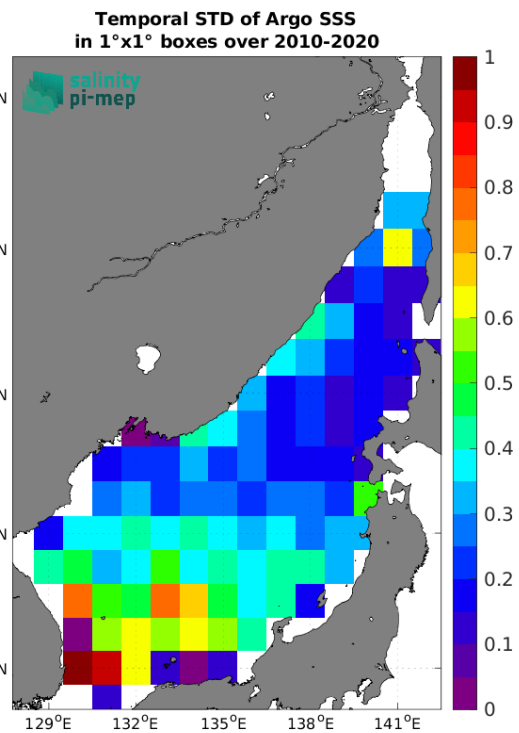 Temporal STD of Argo SSS
in 1°x1° boxes over 2010-2020
salinity
pi-mep
1
0.9
0.8
0.7
0.6
0.5
0.4
0.3
0.2
0.1
0
N
N
N
N
N
129°E 132°E 135°E 138°E 141°E